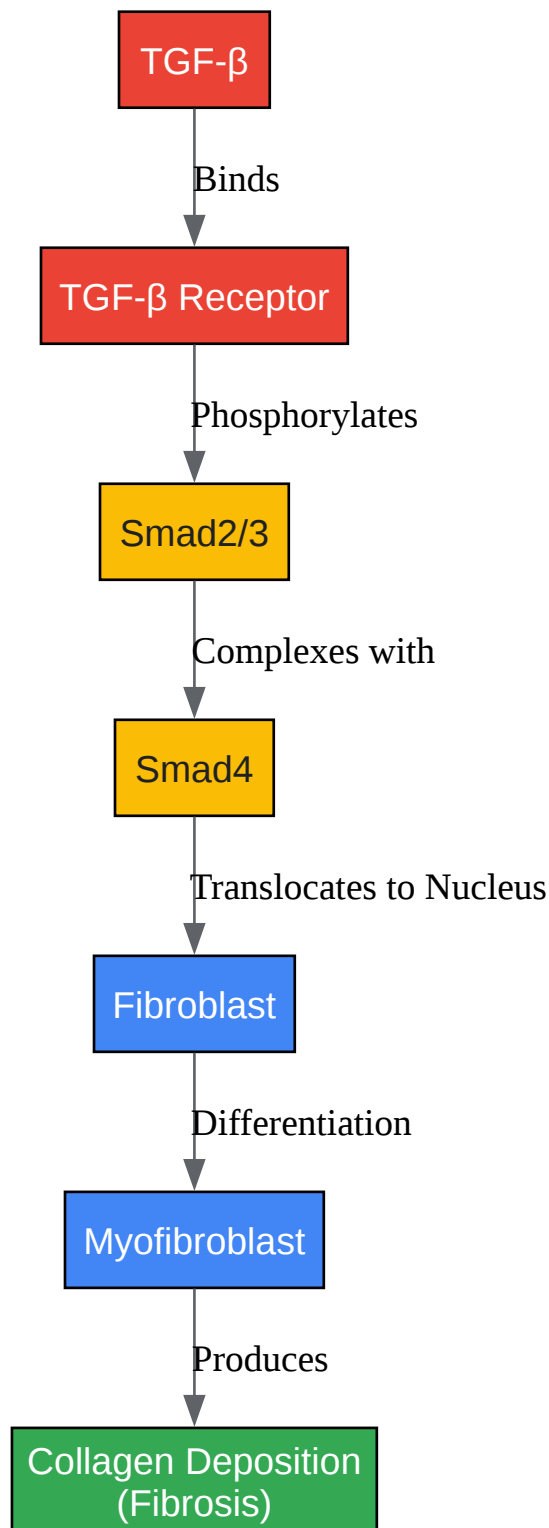 TGF-β
Binds
TGF-β Receptor
Phosphorylates
Smad2/3
Complexes with
Smad4
Translocates to Nucleus
Fibroblast
Differentiation
Myofibroblast
Produces
Collagen Deposition
(Fibrosis)